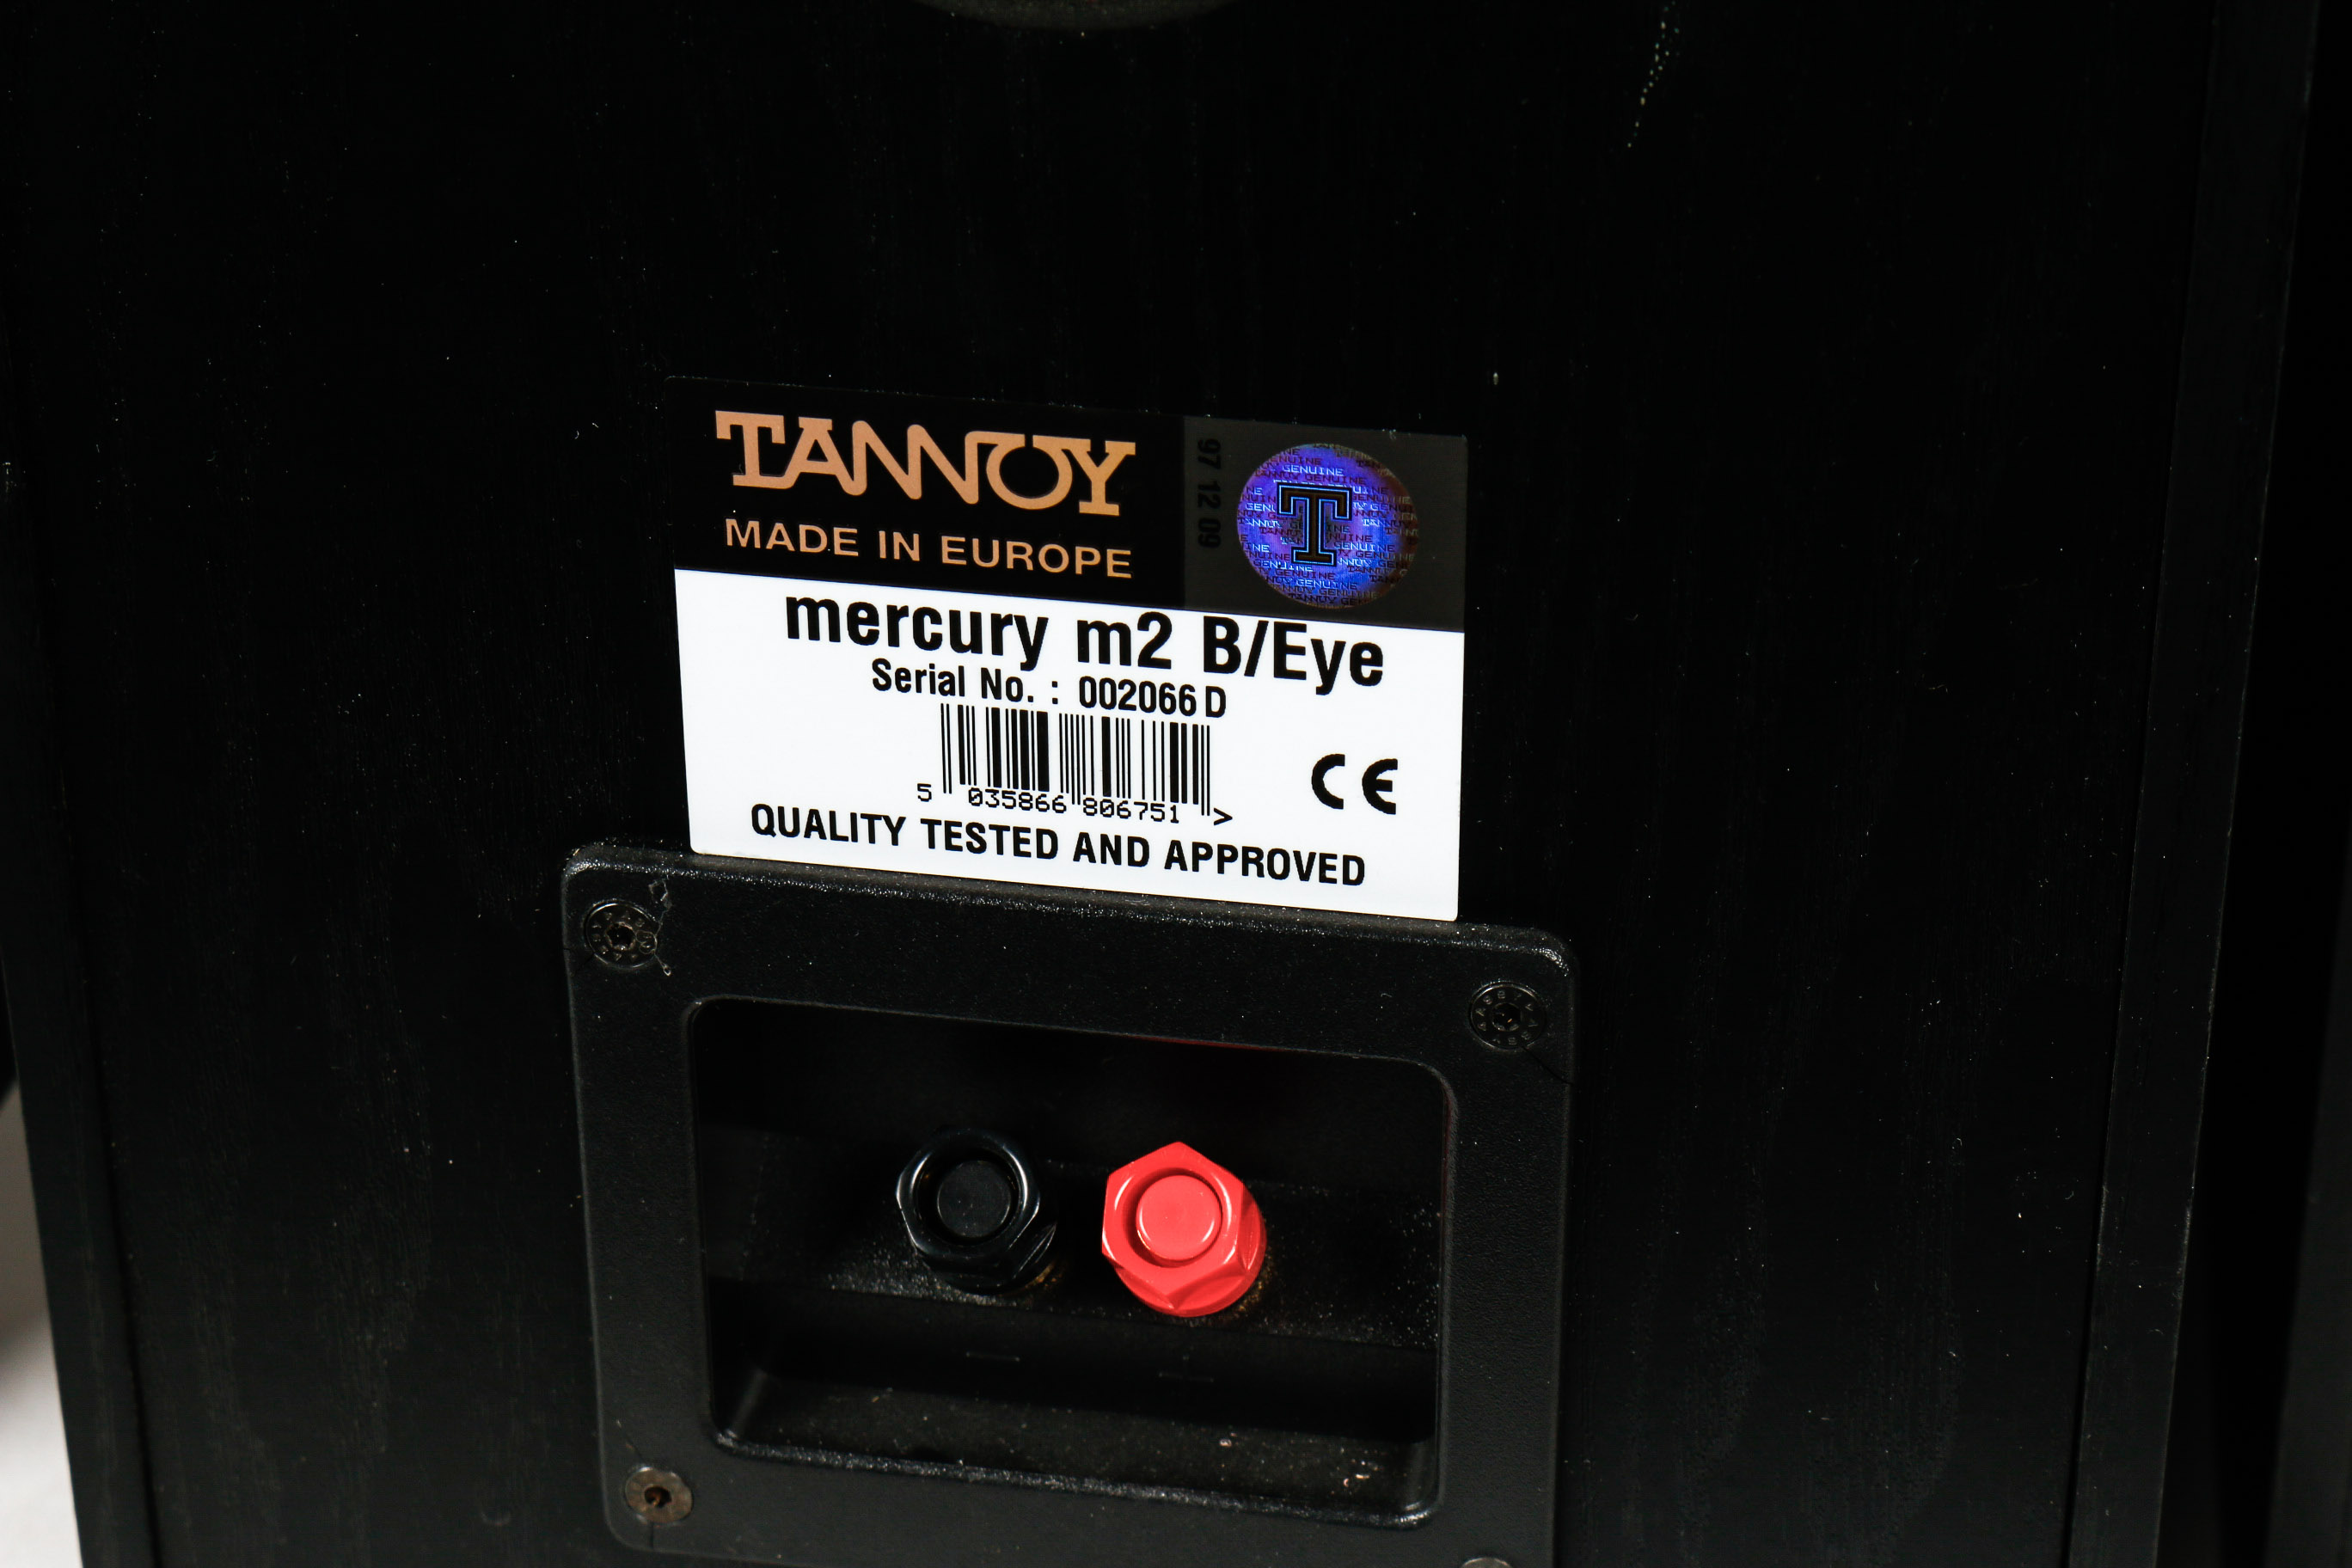 TANNOY
MADE IN EUROPE
97 12 09
GENUINE
T
mercury m2 B/Eye
Serial No. : 002066 D
5 035866 806751 >
CE
QUALITY TESTED AND APPROVED